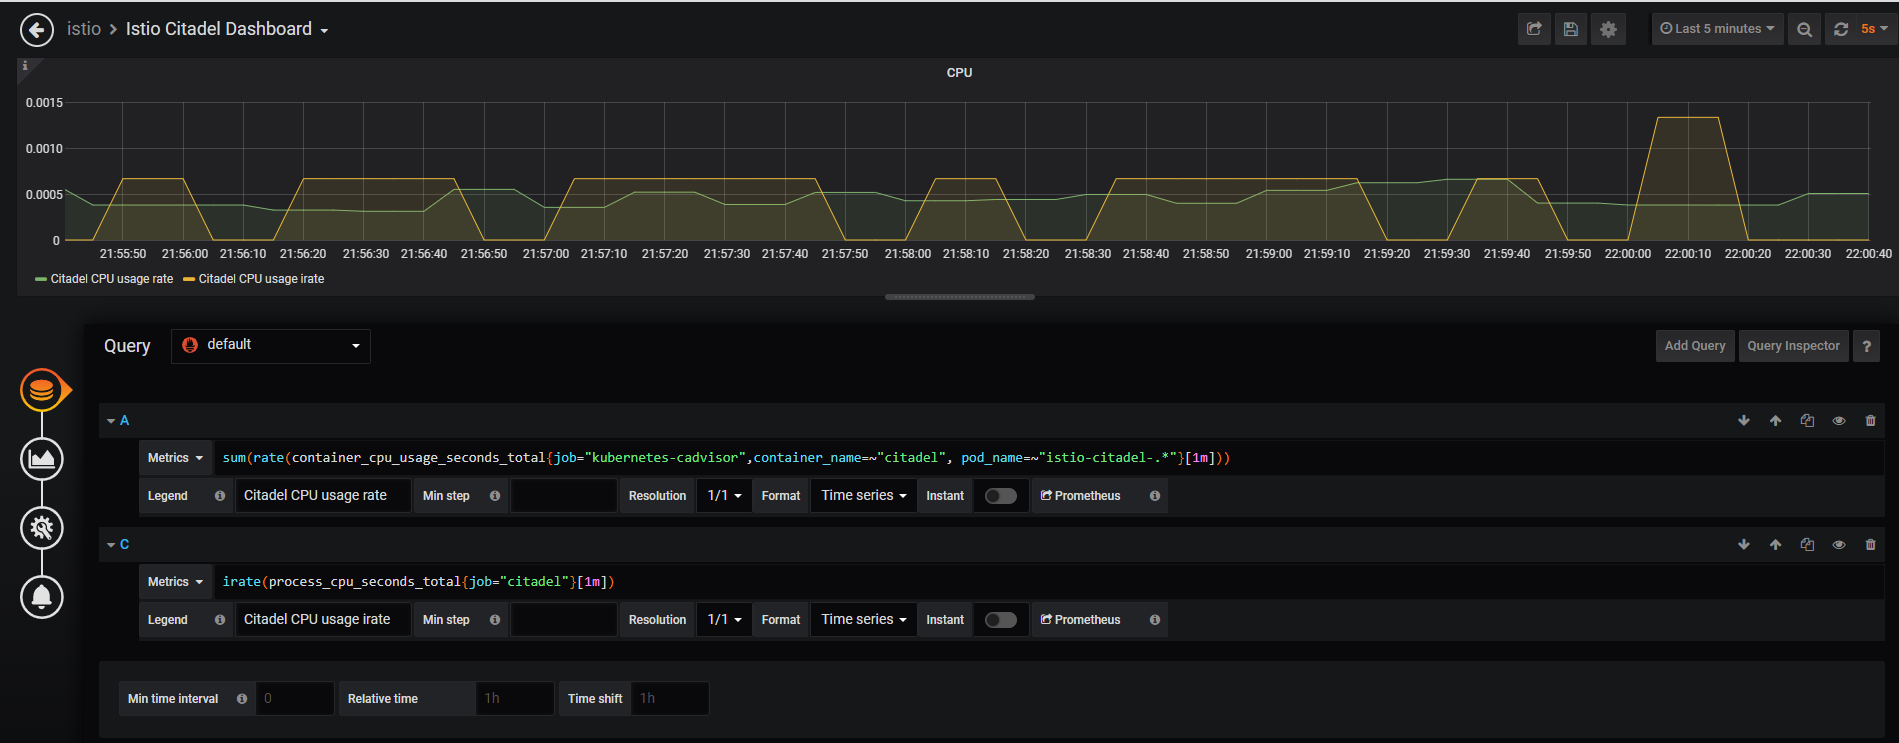 istio > Istio Citadel Dashboard
Last 5 minutes
5s
CPU
0.0015
0.0010
0.0005
0
21:55:50 21:56:00 21:56:10 21:56:20 21:56:30 21:56:40 21:56:50 21:57:00 21:57:10 21:57:20 21:57:30 21:57:40 21:57:50 21:58:00 21:58:10 21:58:20 21:58:30 21:58:40 21:58:50 21:59:00 21:59:10 21:59:20 21:59:30 21:59:40 21:59:50 22:00:00 22:00:10 22:00:20 22:00:30 22:00:40
Citadel CPU usage rate Citadel CPU usage irate
Query default Add Query Query Inspector ?
A
Metrics sum(rate(container_cpu_usage_seconds_total{job="kubernetes-cadvisor",container_name=~"citadel", pod_name=~"istio-citadel-.*"}[1m]))
Legend Citadel CPU usage rate Min step Resolution 1/1 Format Time series Instant Prometheus
C
Metrics irate(process_cpu_seconds_total{job="citadel"}[1m])
Legend Citadel CPU usage irate Min step Resolution 1/1 Format Time series Instant Prometheus
Min time interval 0 Relative time 1h Time shift 1h